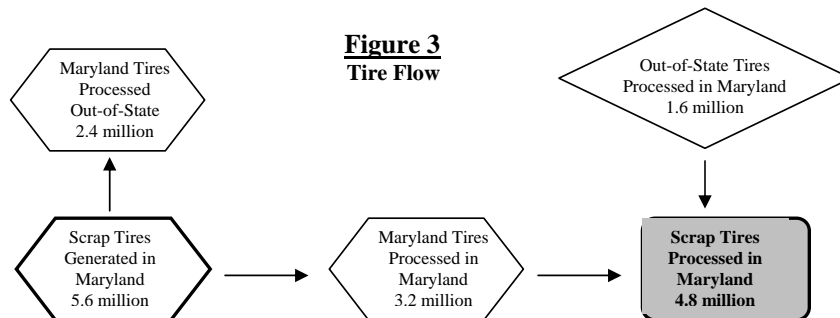 Figure 3
Tire Flow
Maryland Tires
Processed
Out-of-State
2.4 million
Out-of-State Tires
Processed in Maryland
1.6 million
Scrap Tires
Generated in
Maryland
5.6 million
Maryland Tires
Processed in
Maryland
3.2 million
Scrap Tires
Processed in
Maryland
4.8 million